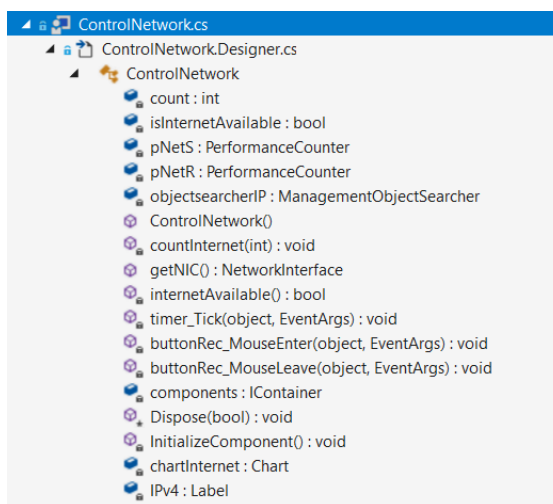 ControlNetwork.cs
ControlNetwork.Designer.cs
ControlNetwork
count : int
isInternetAvailable : bool
pNetS : PerformanceCounter
pNetR : PerformanceCounter
objectsearcherIP : ManagementObjectSearcher
ControlNetwork()
countInternet(int) : void
getNIC() : NetworkInterface
internetAvailable() : bool
timer_Tick(object, EventArgs) : void
buttonRec_MouseEnter(object, EventArgs) : void
buttonRec_MouseLeave(object, EventArgs) : void
components : IContainer
Dispose(bool) : void
InitializeComponent() : void
chartInternet : Chart
IPv4 : Label